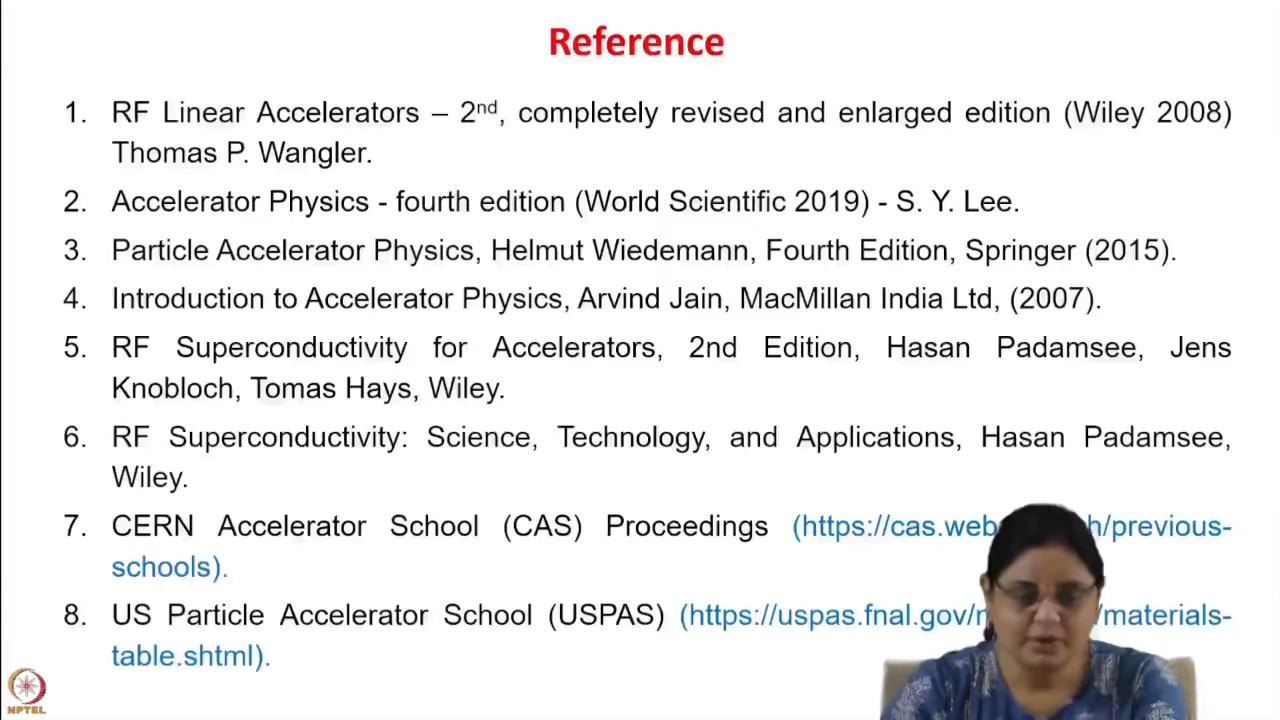 Reference
1. RF Linear Accelerators – 2nd, completely revised and enlarged edition (Wiley 2008)
Thomas P. Wangler.
2. Accelerator Physics - fourth edition (World Scientific 2019) - S. Y. Lee.
3. Particle Accelerator Physics, Helmut Wiedemann, Fourth Edition, Springer (2015).
4. Introduction to Accelerator Physics, Arvind Jain, MacMillan India Ltd, (2007).
5. RF Superconductivity for Accelerators, 2nd Edition, Hasan Padamsee, Jens
Knobloch, Tomas Hays, Wiley.
6. RF Superconductivity: Science, Technology, and Applications, Hasan Padamsee,
Wiley.
7. CERN Accelerator School (CAS) Proceedings (https://cas.web h/previous-
schools).
8. US Particle Accelerator School (USPAS) (https://uspas.fnal.gov/ /materials-
table.shtml).
NPTEL